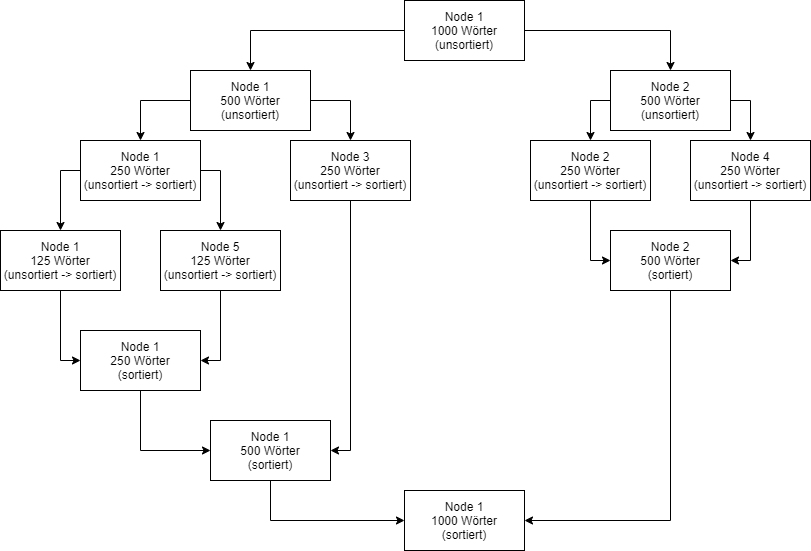 Node 1
1000 Wörter
(unsortiert)
Node 1
500 Wörter
(unsortiert)
Node 2
500 Wörter
(unsortiert)
Node 1
250 Wörter
(unsortiert -> sortiert)
Node 3
250 Wörter
(unsortiert -> sortiert)
Node 2
250 Wörter
(unsortiert -> sortiert)
Node 4
250 Wörter
(unsortiert -> sortiert)
Node 1
125 Wörter
(unsortiert -> sortiert)
Node 5
125 Wörter
(unsortiert -> sortiert)
Node 2
500 Wörter
(sortiert)
Node 1
250 Wörter
(sortiert)
Node 1
500 Wörter
(sortiert)
Node 1
1000 Wörter
(sortiert)